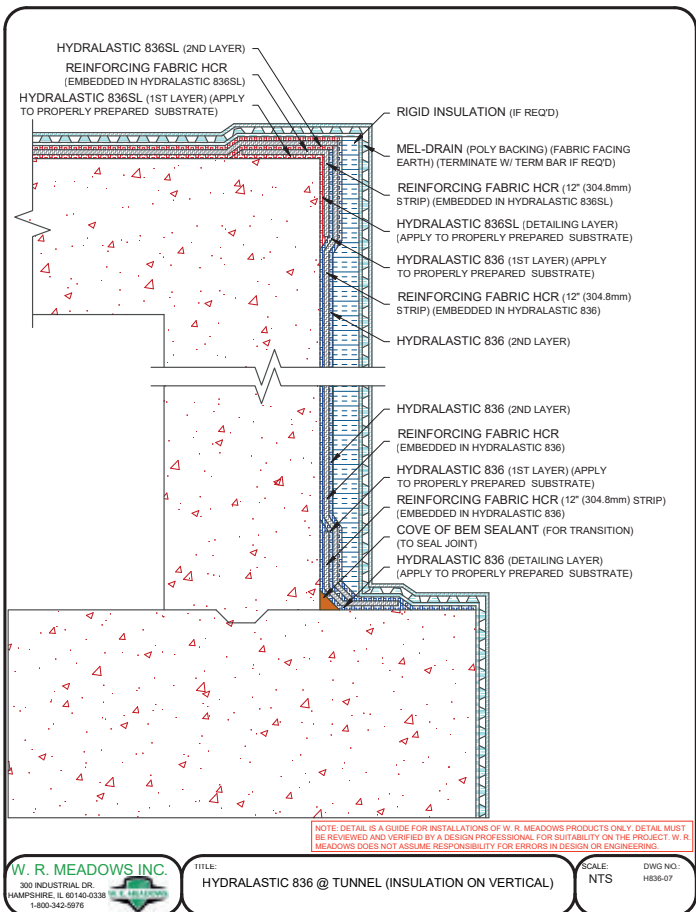 HYDRALASTIC 836SL (2ND LAYER)
REINFORCING FABRIC HCR
(EMBEDDED IN HYDRALASTIC 836SL)
HYDRALASTIC 836SL (1ST LAYER) (APPLY
TO PROPERLY PREPARED SUBSTRATE)
RIGID INSULATION (IF REQ'D)
MEL-DRAIN (POLY BACKING) (FABRIC FACING
EARTH) (TERMINATE W/ TERM BAR IF REQ'D)
REINFORCING FABRIC HCR (12" (304.8mm)
STRIP) (EMBEDDED IN HYDRALASTIC 836SL)
HYDRALASTIC 836SL (DETAILING LAYER)
(APPLY TO PROPERLY PREPARED SUBSTRATE)
HYDRALASTIC 836 (1ST LAYER) (APPLY
TO PROPERLY PREPARED SUBSTRATE)
REINFORCING FABRIC HCR (12" (304.8mm)
STRIP) (EMBEDDED IN HYDRALASTIC 836)
HYDRALASTIC 836 (2ND LAYER)
HYDRALASTIC 836 (2ND LAYER)
REINFORCING FABRIC HCR
(EMBEDDED IN HYDRALASTIC 836)
HYDRALASTIC 836 (1ST LAYER) (APPLY
TO PROPERLY PREPARED SUBSTRATE)
REINFORCING FABRIC HCR (12" (304.8mm) STRIP)
(EMBEDDED IN HYDRALASTIC 836)
COVE OF BEM SEALANT (FOR TRANSITION)
(TO SEAL JOINT)
HYDRALASTIC 836 (DETAILING LAYER)
(APPLY TO PROPERLY PREPARED SUBSTRATE)
NOTE: DETAIL IS A GUIDE FOR INSTALLATIONS OF W. R. MEADOWS PRODUCTS ONLY. DETAIL MUST
BE REVIEWED AND VERIFIED BY A DESIGN PROFESSIONAL FOR SUITABILITY ON THE PROJECT. W. R.
MEADOWS DOES NOT ASSUME RESPONSIBILITY FOR ERRORS IN DESIGN OR ENGINEERING.
W. R. MEADOWS INC.
300 INDUSTRIAL DR.
HAMPSHIRE, IL 60140-0338
1-800-342-5976
W. R. MEADOWS
TITLE:
HYDRALASTIC 836 @ TUNNEL (INSULATION ON VERTICAL)
SCALE:
NTS
DWG NO.:
H836-07